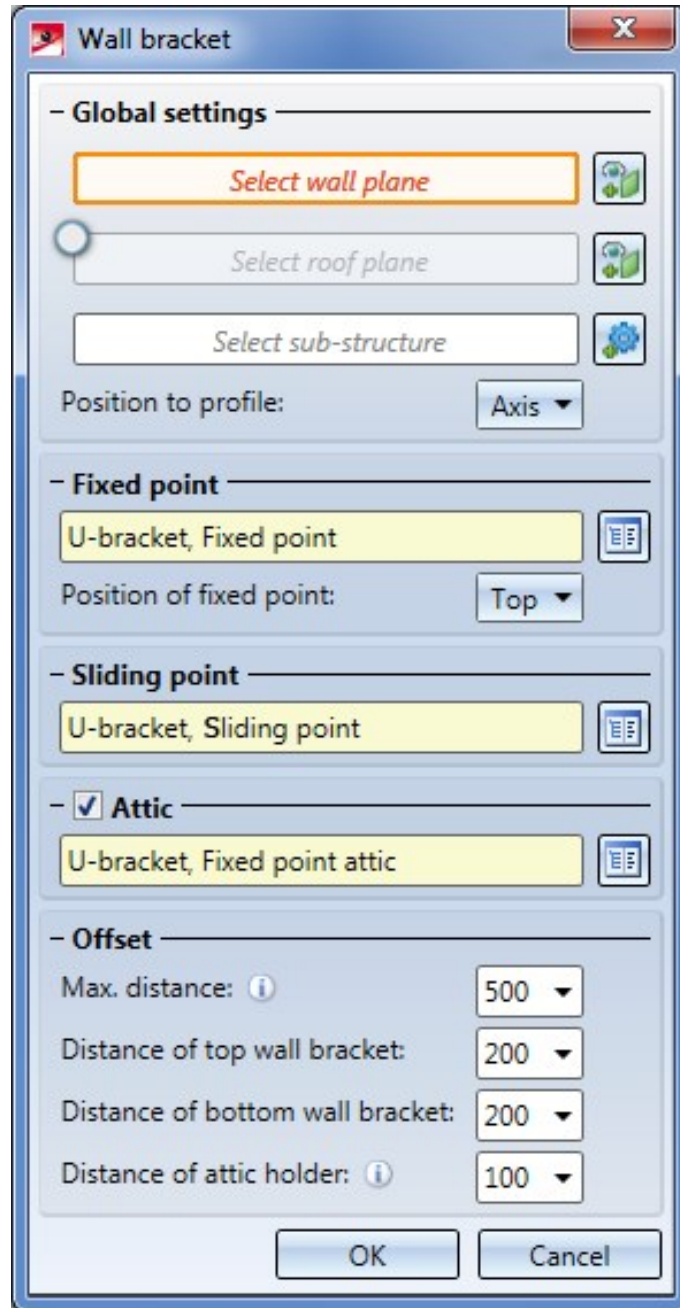 Wall bracket
Global settings
Select wall plane
Select roof plane
Select sub-structure
Position to profile: Axis
Fixed point
U-bracket, Fixed point
Position of fixed point: Top
Sliding point
U-bracket, Sliding point
Attic
U-bracket, Fixed point attic
Offset
Max. distance: 500
Distance of top wall bracket: 200
Distance of bottom wall bracket: 200
Distance of attic holder: 100
OK Cancel